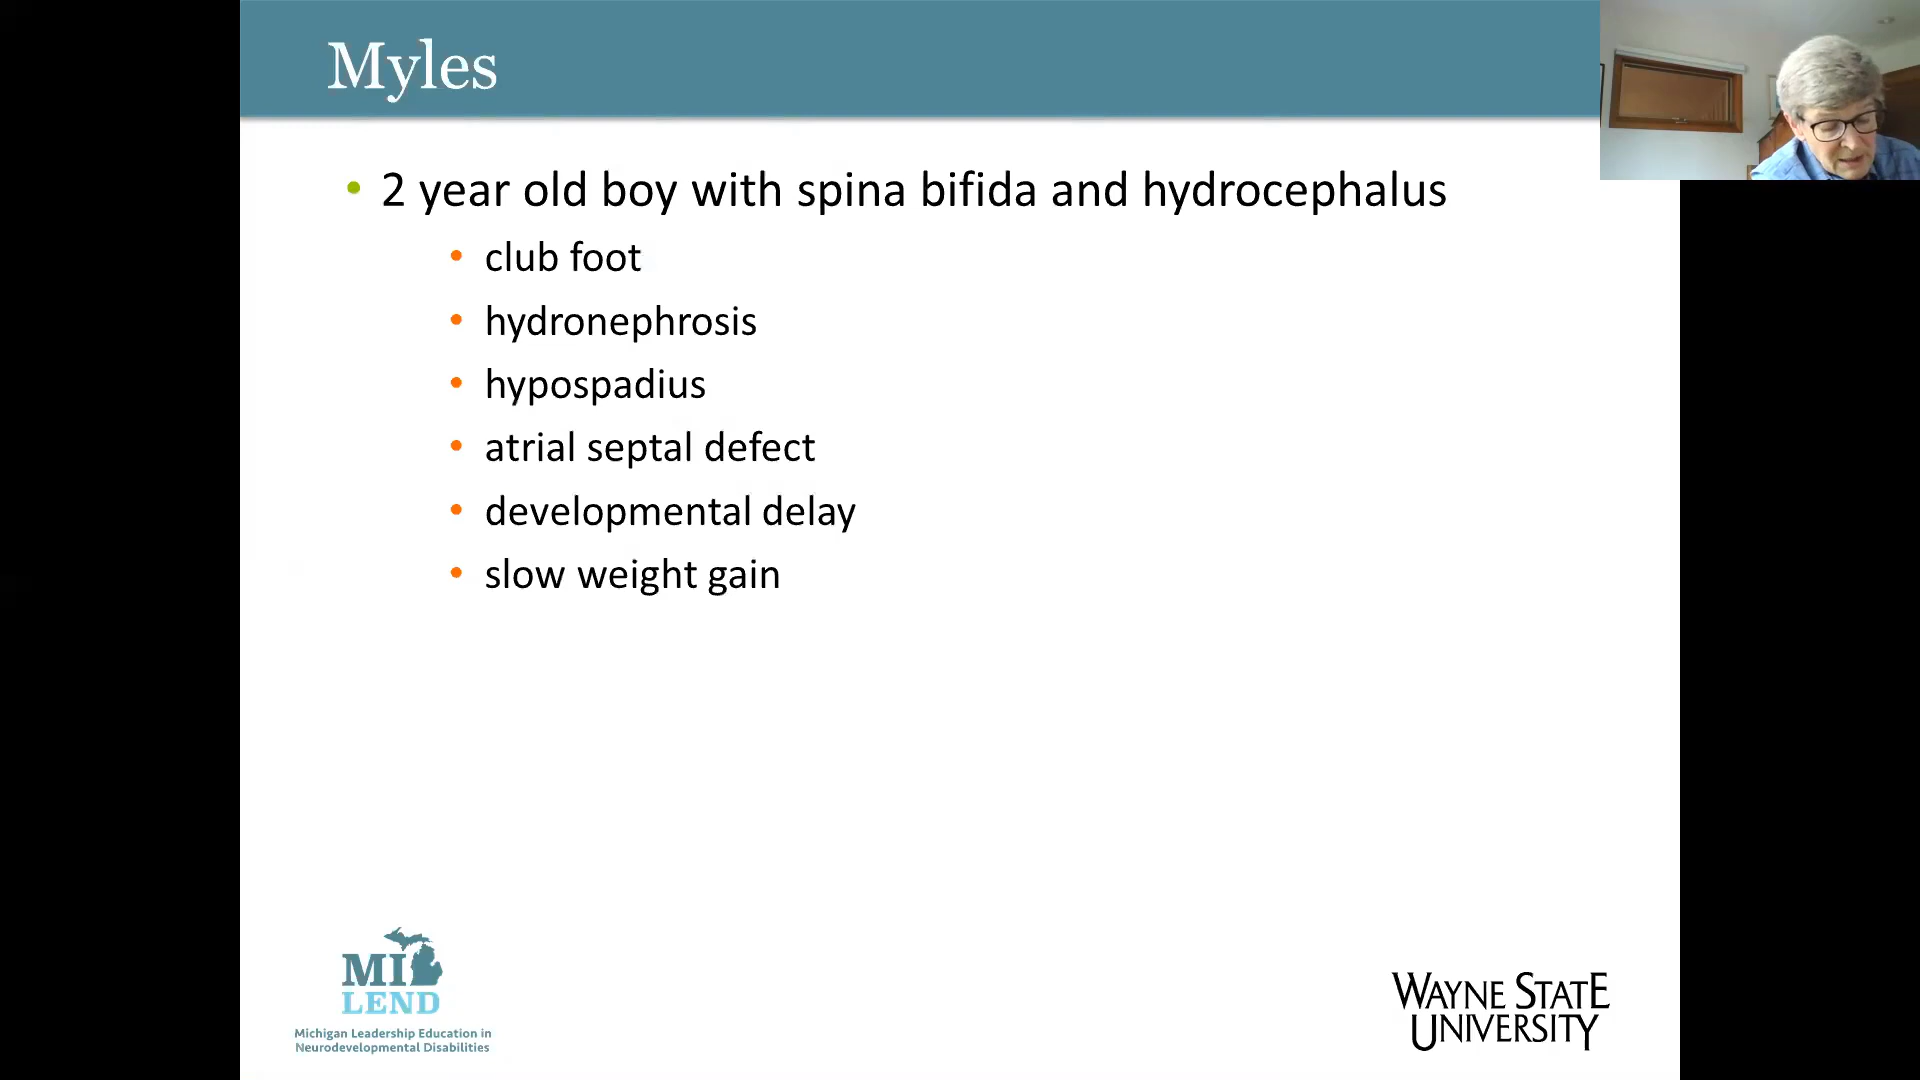 Myles
• 2 year old boy with spina bifida and hydrocephalus
• club foot
• hydronephrosis
• hypospadius
• atrial septal defect
• developmental delay
• slow weight gain
MI
LEND
Michigan Leadership Education in
Neurodevelopmental Disabilities
WAYNE STATE
UNIVERSITY